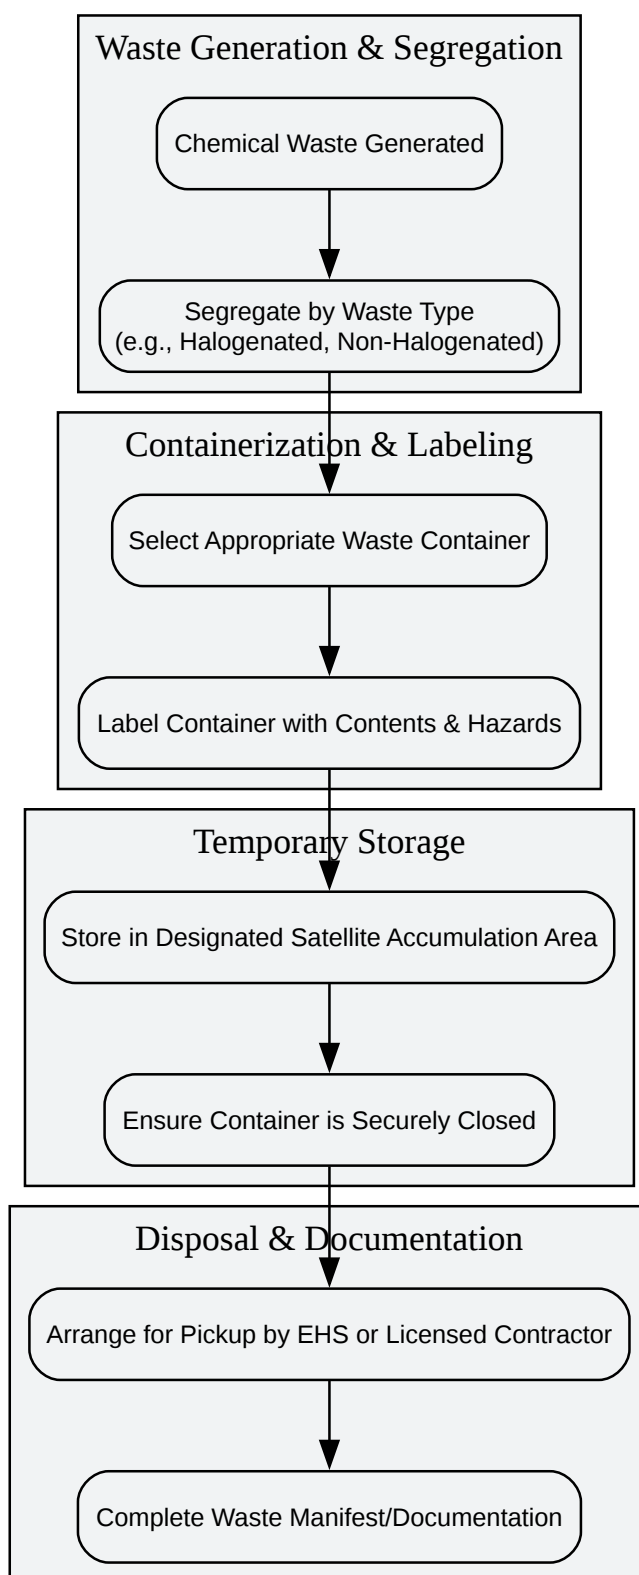 Waste Generation & Segregation
Chemical Waste Generated
Segregate by Waste Type
(e.g., Halogenated, Non-Halogenated)
Containerization & Labeling
Select Appropriate Waste Container
Label Container with Contents & Hazards
Temporary Storage
Store in Designated Satellite Accumulation Area
Ensure Container is Securely Closed
Disposal & Documentation
Arrange for Pickup by EHS or Licensed Contractor
Complete Waste Manifest/Documentation